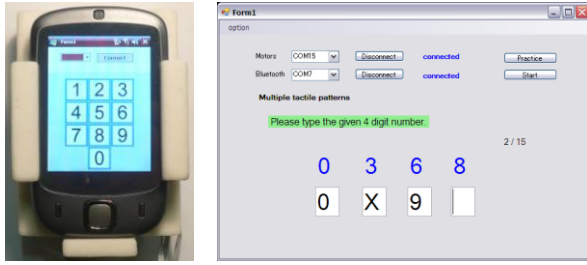 Form1
Connect
1 2 3
4 5 6
7 8 9
0
Form1
option
Motors COM15 Disconnect connected Practice
Bluetooth COM7 Disconnect connected Start
Multiple tactile patterns
Please type the given 4 digit number.
2 / 15
0 3 6 8
0 X 9